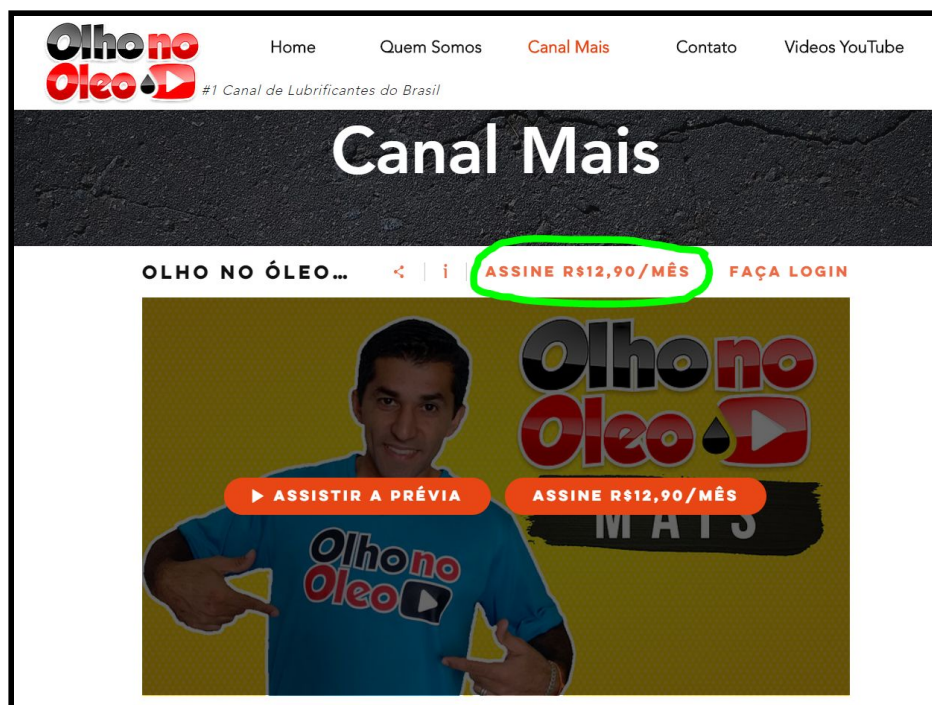 Olho no
Oleo
Home Quem Somos Canal Mais Contato Videos YouTube
#1 Canal de Lubrificantes do Brasil
Canal Mais
OLHO NO ÓLEO... i ASSINE R$12,90/MÊS FAÇA LOGIN
Olho no
Oleo
ASSISTIR A PRÉVIA ASSINE R$12,90/MÊS
MAIS
Olho no
Oleo